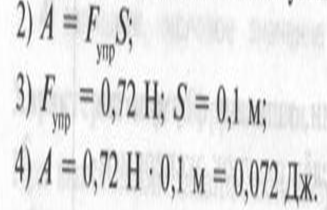 2) A = F_упр S;
3) F_упр = 0,72 Н; S = 0,1 м;
4) A = 0,72 Н · 0,1 м = 0,072 Дж.